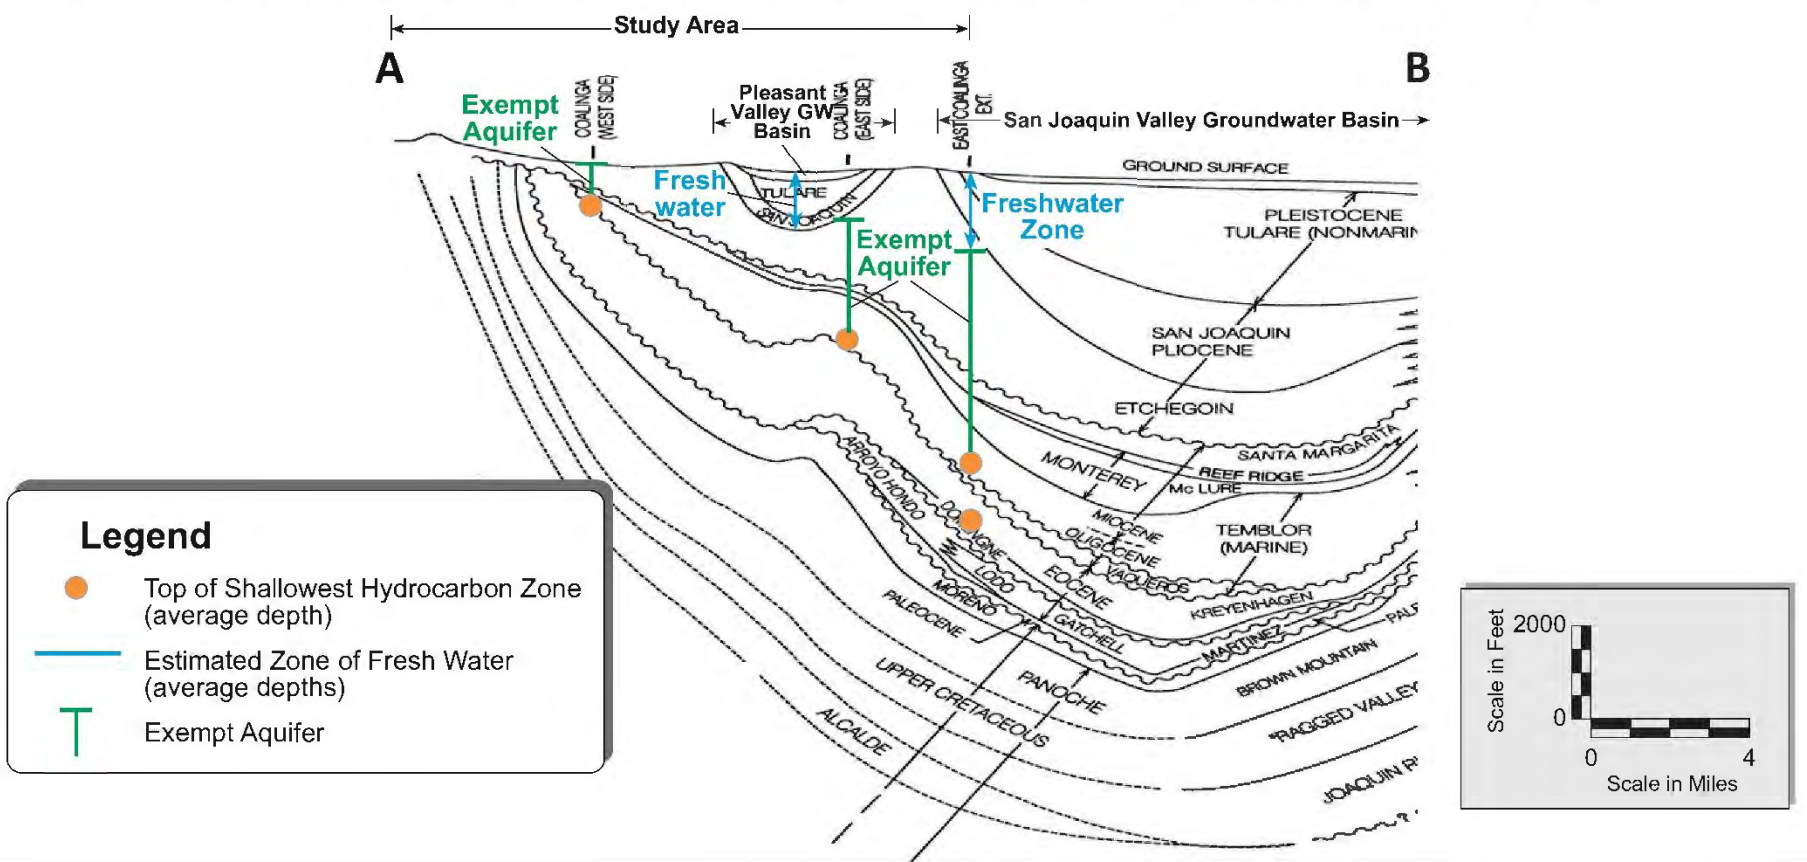 Study Area
A
B
COALINGA
(WEST SIDE)
Pleasant
Valley GW
Basin
COALINGA
(EAST SIDE)
EAST COALINGA
EXT.
San Joaquin Valley Groundwater Basin
Exempt
Aquifer
GROUND SURFACE
Fresh
water
TULARE
SAN JOAQUIN
Freshwater
Zone
Exempt
Aquifer
PLEISTOCENE
TULARE (NONMARIN
SAN JOAQUIN
PLIOCENE
ETCHEGOIN
SANTA MARGARITA
REEF RIDGE
Mc LURE
MONTEREY
MIOCENE
OLIGOCENE
TEMBLOR
(MARINE)
VAQUEROS
KREYENHAGEN
ARROYO HONDO
DOMENGINE
LODO
EOCENE
MORENO
GATCHELL
PALEOCENE
MARTINEZ
PALE
BROWN MOUNTAIN
PANOCHE
UPPER CRETACEOUS
"RAGGED VALLEY
ALCALDE
JOAQUIN R
?
Legend
Top of Shallowest Hydrocarbon Zone
(average depth)
Estimated Zone of Fresh Water
(average depths)
Exempt Aquifer
Scale in Feet
2000
0
0
4
Scale in Miles